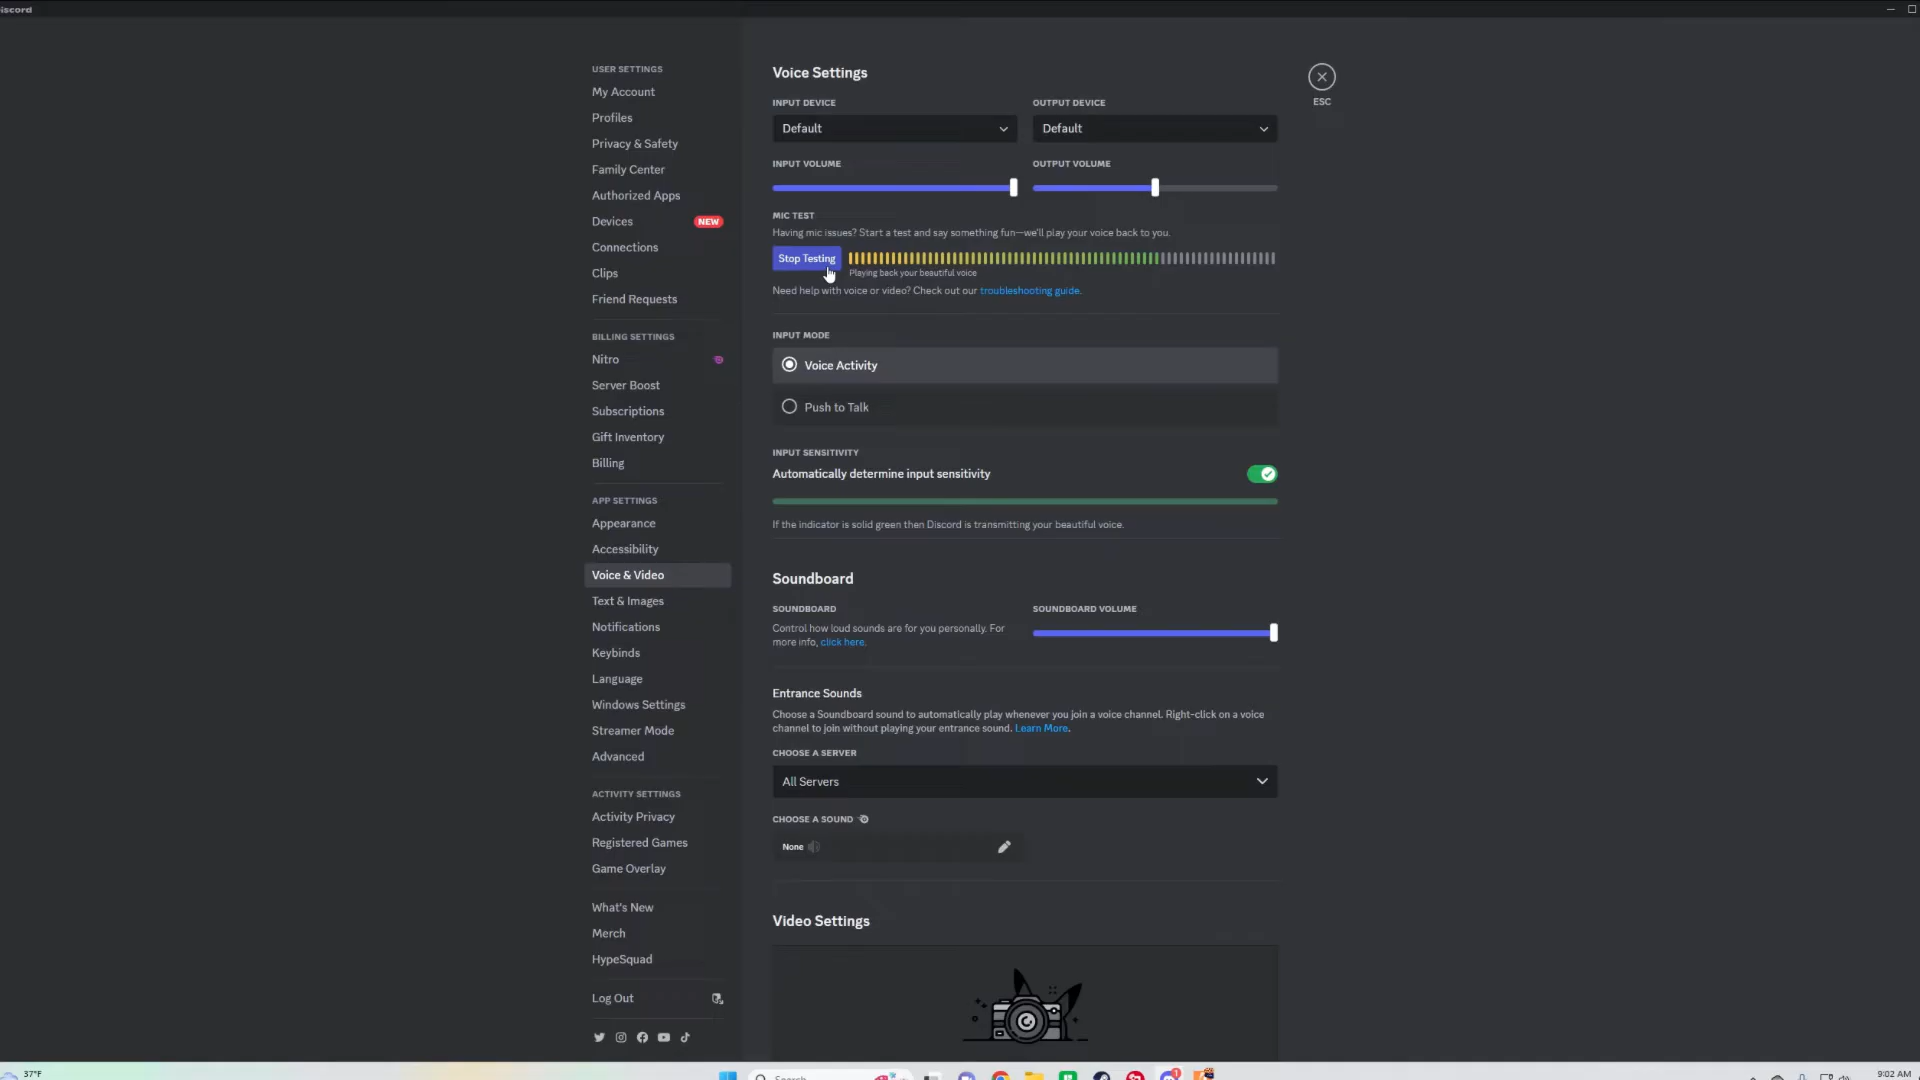 iscord
USER SETTINGS
My Account
Profiles
Privacy & Safety
Family Center
Authorized Apps
Devices
NEW
Connections
Clips
Friend Requests
BILLING SETTINGS
Nitro
Server Boost
Subscriptions
Gift Inventory
Billing
APP SETTINGS
Appearance
Accessibility
Voice & Video
Text & Images
Notifications
Keybinds
Language
Windows Settings
Streamer Mode
Advanced
ACTIVITY SETTINGS
Activity Privacy
Registered Games
Game Overlay
What's New
Merch
HypeSquad
Log Out
Voice Settings
ESC
INPUT DEVICE
OUTPUT DEVICE
Default
Default
INPUT VOLUME
OUTPUT VOLUME
MIC TEST
Having mic issues? Start a test and say something fun—we'll play your voice back to you.
Stop Testing
Playing back your beautiful voice
Need help with voice or video? Check out our troubleshooting guide.
INPUT MODE
Voice Activity
Push to Talk
INPUT SENSITIVITY
Automatically determine input sensitivity
If the indicator is solid green then Discord is transmitting your beautiful voice.
Soundboard
SOUNDBOARD
SOUNDBOARD VOLUME
Control how loud sounds are for you personally. For
more info, click here.
Entrance Sounds
Choose a Soundboard sound to automatically play whenever you join a voice channel. Right-click on a voice
channel to join without playing your entrance sound. Learn More.
CHOOSE A SERVER
All Servers
CHOOSE A SOUND
None
Video Settings
37°F
Search
1
9:02 AM